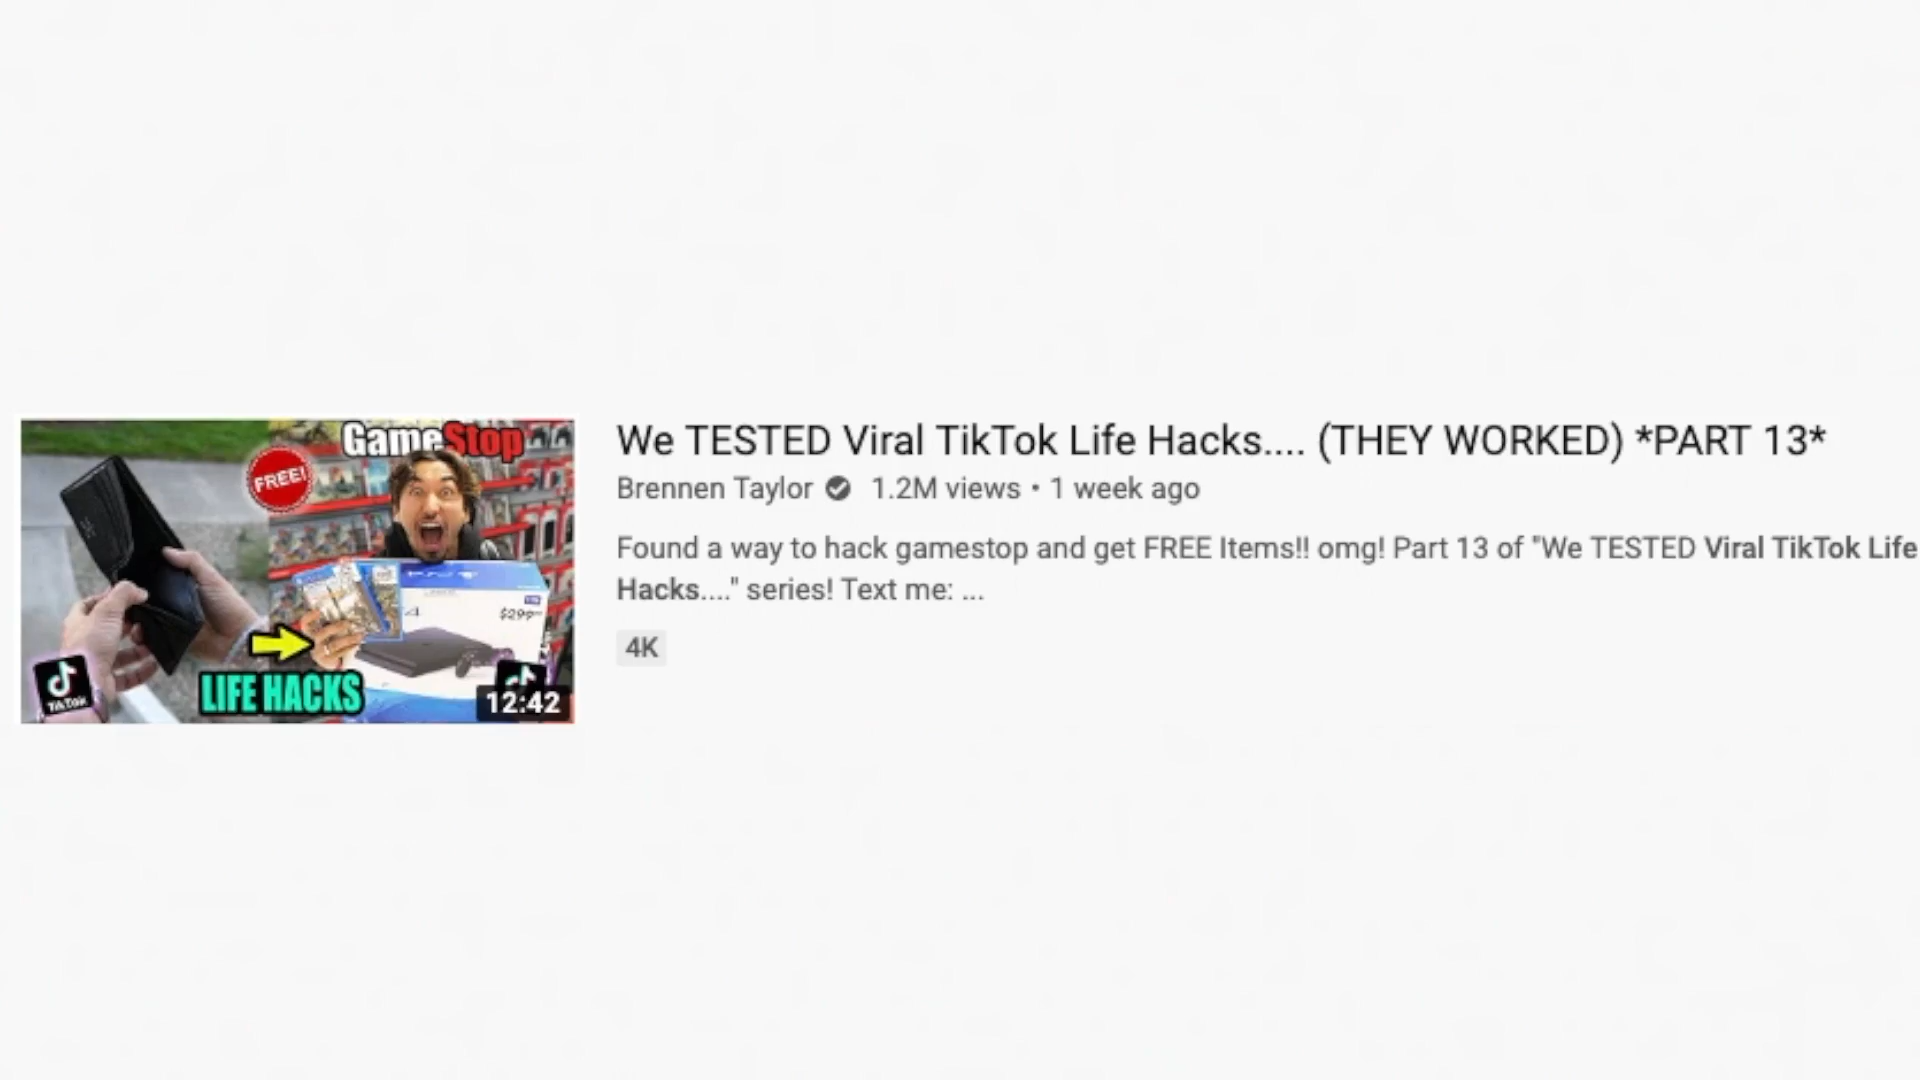 GameStop
FREE!
$299
LIFE HACKS
TikTok
12:42
We TESTED Viral TikTok Life Hacks.... (THEY WORKED) *PART 13*
Brennen Taylor 1.2M views • 1 week ago
Found a way to hack gamestop and get FREE Items!! omg! Part 13 of "We TESTED Viral TikTok Life
Hacks...." series! Text me: ...
4K